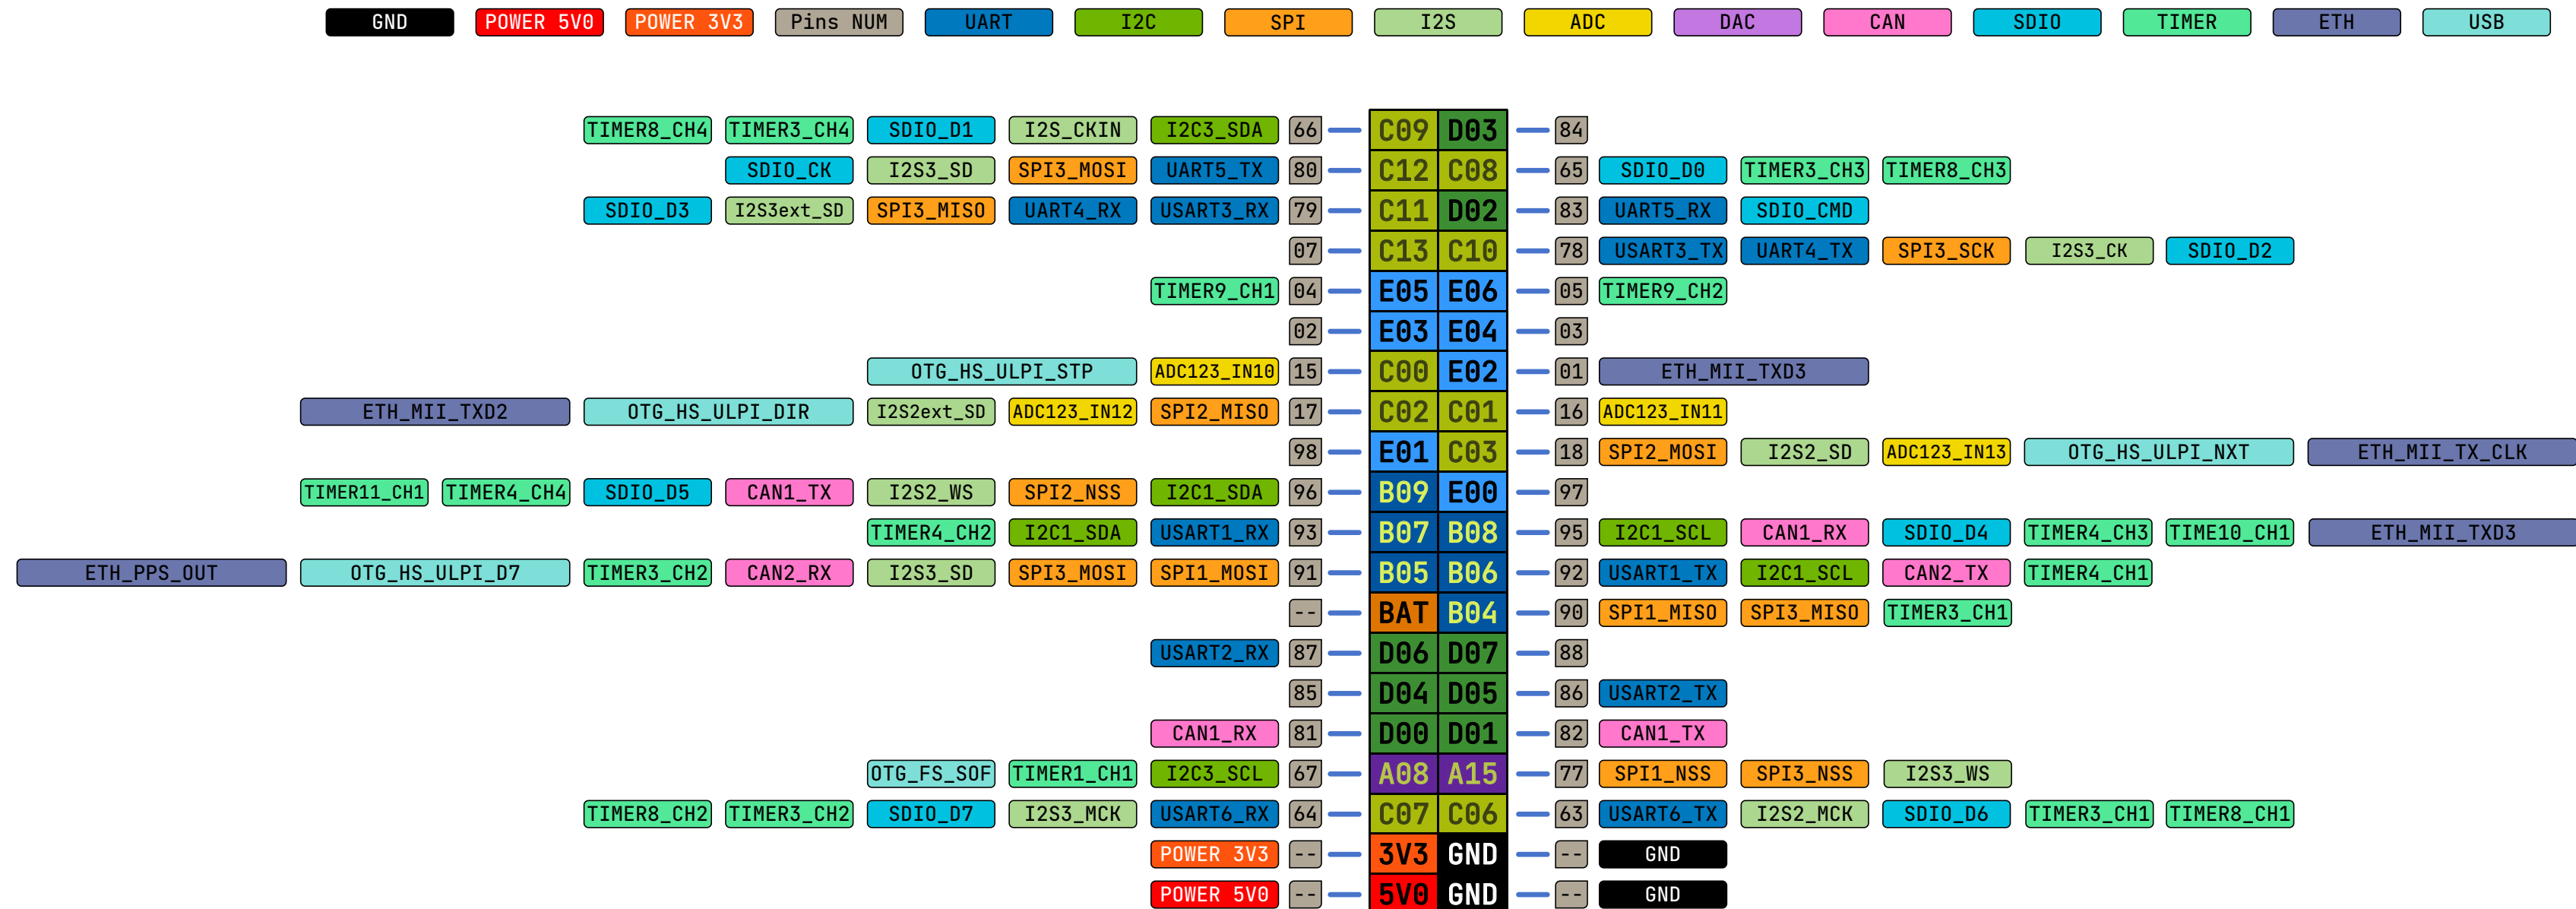 GND POWER 5V0 POWER 3V3 Pins NUM UART I2C SPI I2S ADC DAC CAN SDIO TIMER ETH USB
TIMER8_CH4 TIMER3_CH4 SDIO_D1 I2S_CKIN I2C3_SDA 66 C09 D03 84
SDIO_CK I2S3_SD SPI3_MOSI UART5_TX 80 C12 C08 65 SDIO_D0 TIMER3_CH3 TIMER8_CH3
SDIO_D3 I2S3ext_SD SPI3_MISO UART4_RX USART3_RX 79 C11 D02 83 UART5_RX SDIO_CMD
07 C13 C10 78 USART3_TX UART4_TX SPI3_SCK I2S3_CK SDIO_D2
TIMER9_CH1 04 E05 E06 05 TIMER9_CH2
02 E03 E04 03
OTG_HS_ULPI_STP ADC123_IN10 15 C00 E02 01 ETH_MII_TXD3
ETH_MII_TXD2 OTG_HS_ULPI_DIR I2S2ext_SD ADC123_IN12 SPI2_MISO 17 C02 C01 16 ADC123_IN11
98 E01 C03 18 SPI2_MOSI I2S2_SD ADC123_IN13 OTG_HS_ULPI_NXT ETH_MII_TX_CLK
TIMER11_CH1 TIMER4_CH4 SDIO_D5 CAN1_TX I2S2_WS SPI2_NSS I2C1_SDA 96 B09 E00 97
TIMER4_CH2 I2C1_SDA USART1_RX 93 B07 B08 95 I2C1_SCL CAN1_RX SDIO_D4 TIMER4_CH3 TIME10_CH1 ETH_MII_TXD3
ETH_PPS_OUT OTG_HS_ULPI_D7 TIMER3_CH2 CAN2_RX I2S3_SD SPI3_MOSI SPI1_MOSI 91 B05 B06 92 USART1_TX I2C1_SCL CAN2_TX TIMER4_CH1
-- BAT B04 90 SPI1_MISO SPI3_MISO TIMER3_CH1
USART2_RX 87 D06 D07 88
85 D04 D05 86 USART2_TX
CAN1_RX 81 D00 D01 82 CAN1_TX
OTG_FS_SOF TIMER1_CH1 I2C3_SCL 67 A08 A15 77 SPI1_NSS SPI3_NSS I2S3_WS
TIMER8_CH2 TIMER3_CH2 SDIO_D7 I2S3_MCK USART6_RX 64 C07 C06 63 USART6_TX I2S2_MCK SDIO_D6 TIMER3_CH1 TIMER8_CH1
POWER 3V3 -- 3V3 GND -- GND
POWER 5V0 -- 5V0 GND -- GND